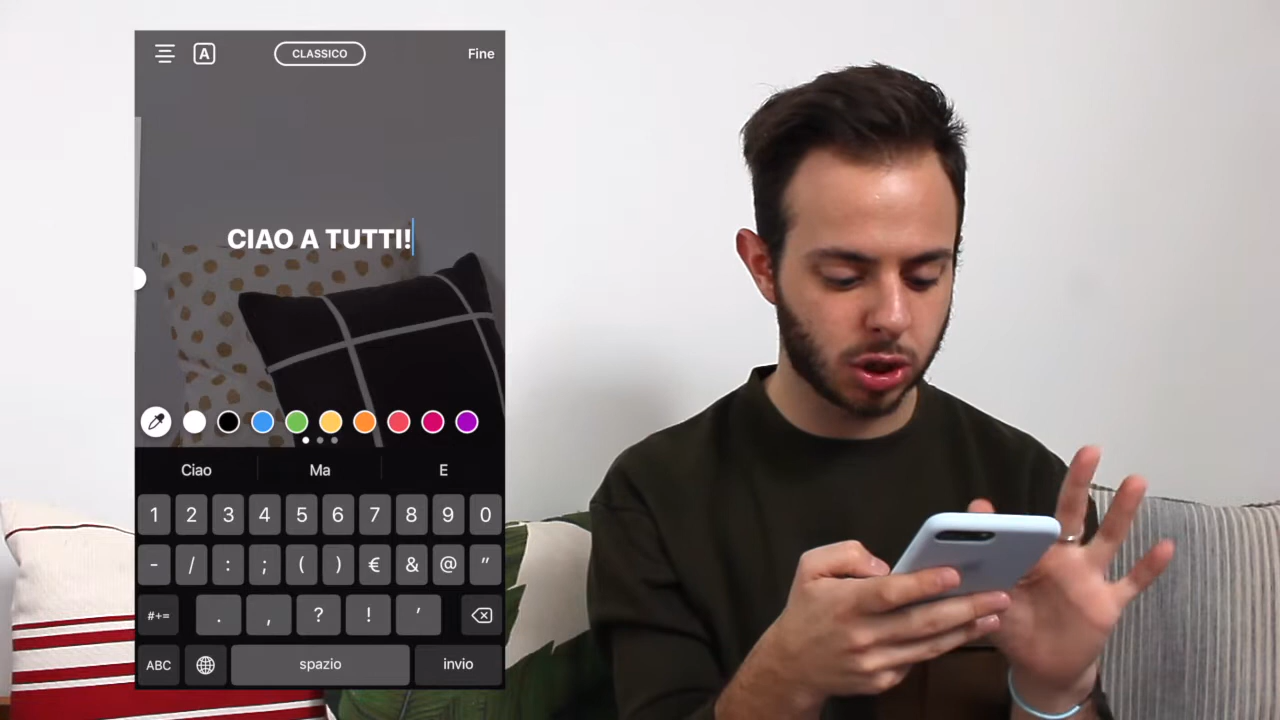 A CLASSICO Fine
CIAO A TUTTI!
Ciao Ma E
1 2 3 4 5 6 7 8 9 0
- / : ; ( ) € & @ "
#+= . , ? ! '
ABC spazio invio